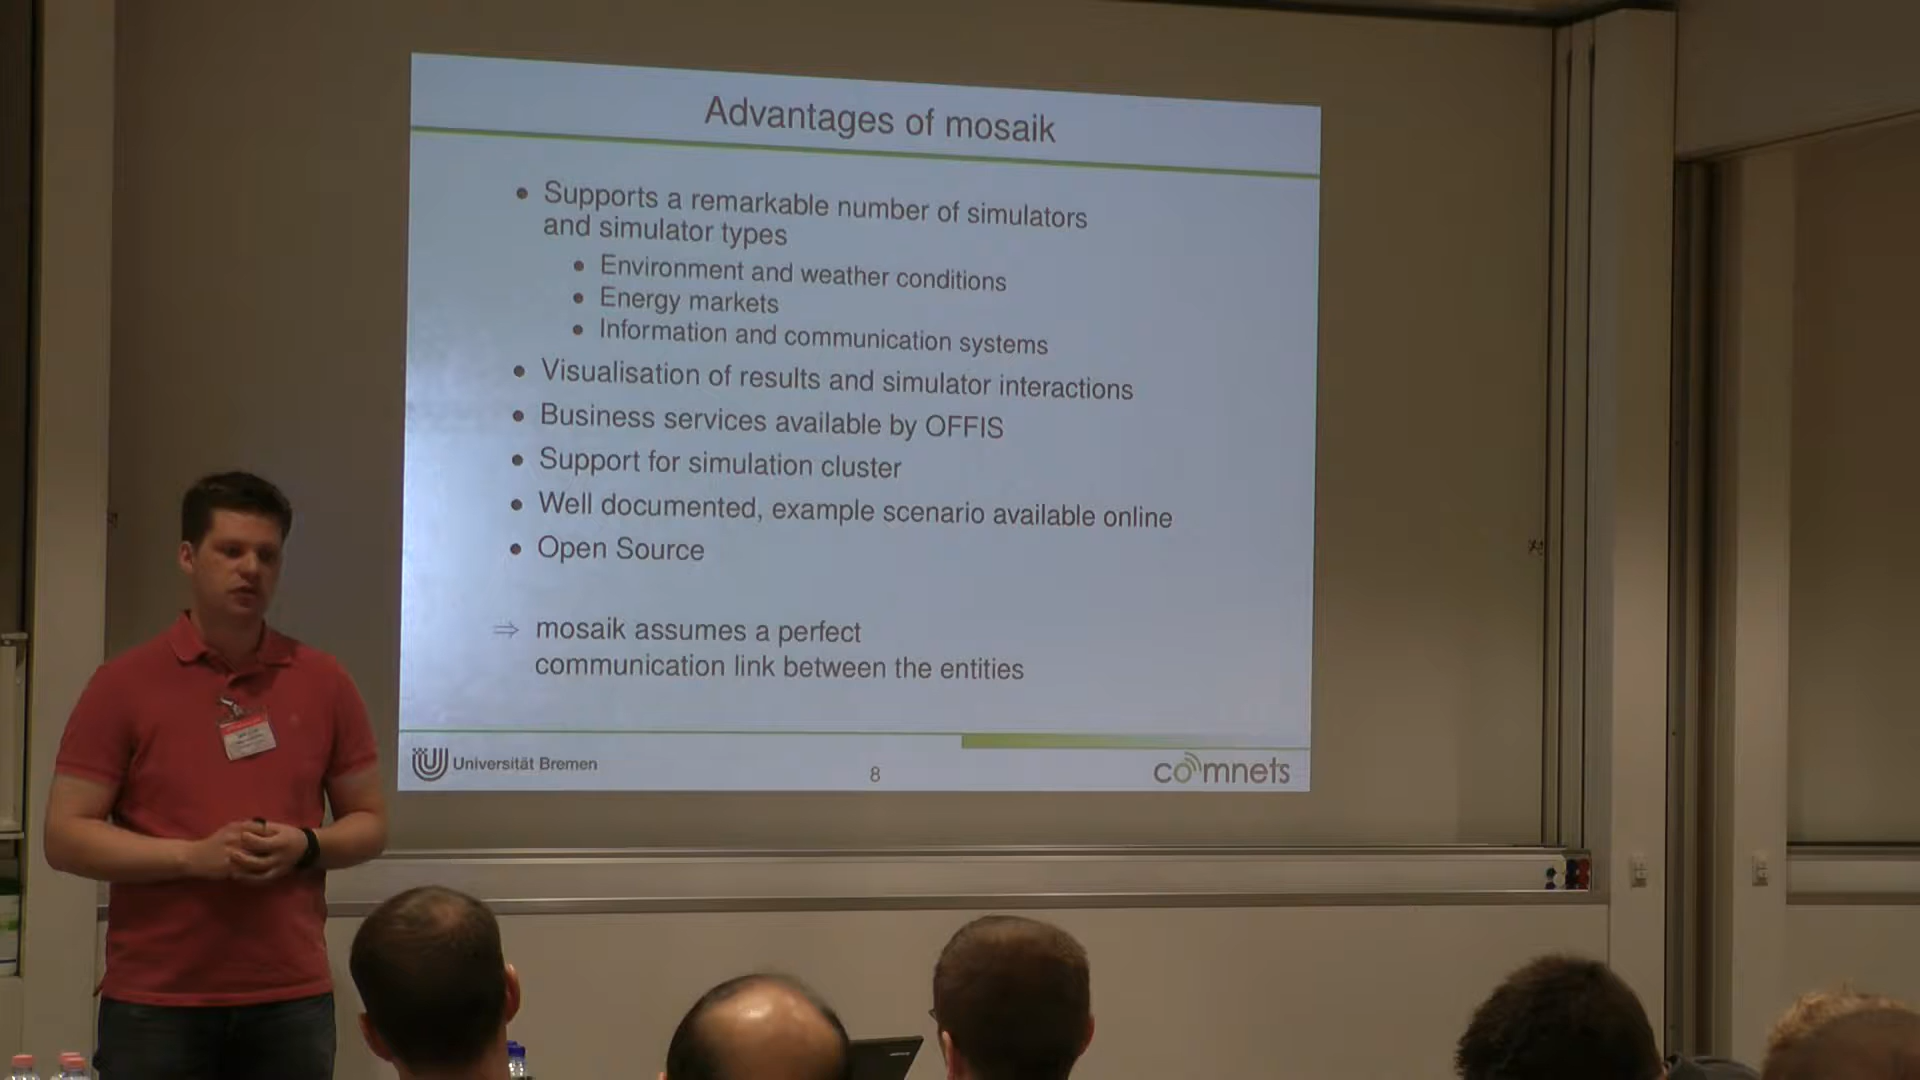 Advantages of mosaik
• Supports a remarkable number of simulators
and simulator types
• Environment and weather conditions
• Energy markets
• Information and communication systems
• Visualisation of results and simulator interactions
• Business services available by OFFIS
• Support for simulation cluster
• Well documented, example scenario available online
• Open Source
⇒ mosaik assumes a perfect
communication link between the entities
Universität Bremen
8
comnets